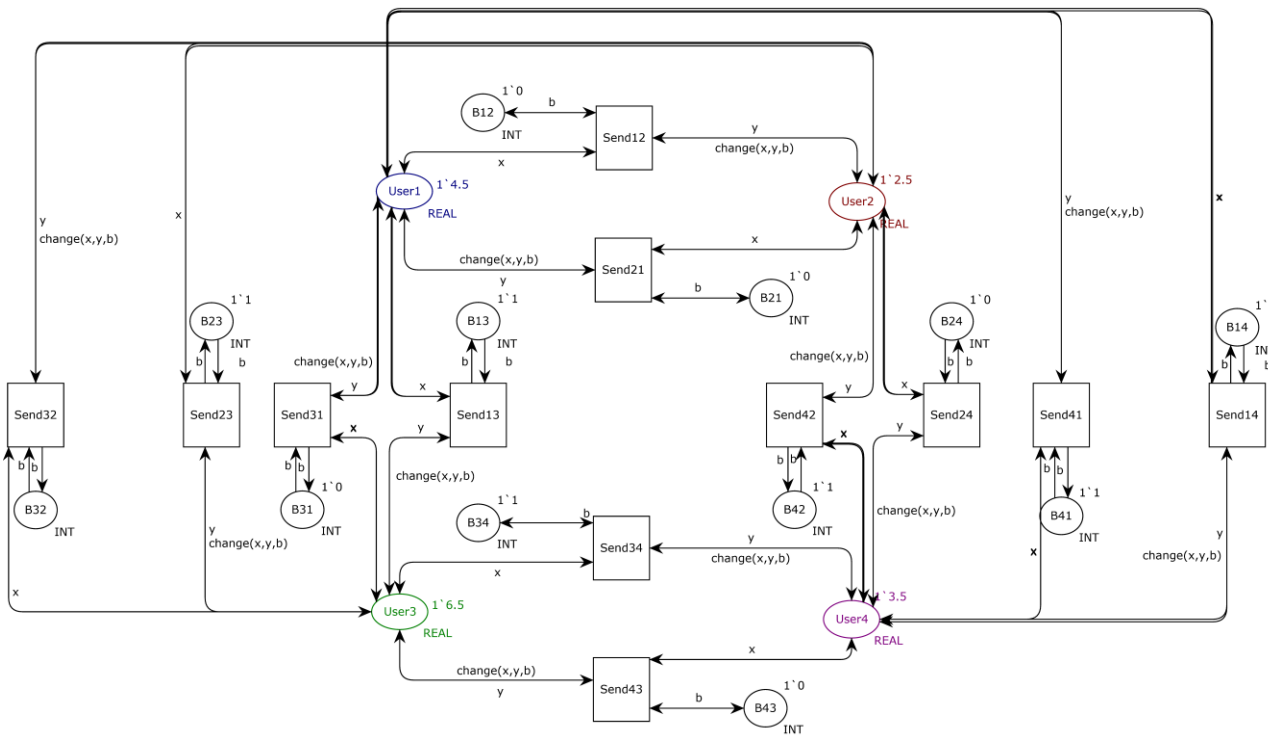 1`0
B12
b
INT
Send12
y
change(x,y,b)
x
User1
1`4.5
REAL
User2
1`2.5
REAL
y
change(x,y,b)
x
y
change(x,y,b)
x
change(x,y,b)
y
Send21
x
b
1`0
B21
INT
1`1
B23
INT
b
b
1`1
B13
INT
b
b
1`0
B24
INT
b
b
1`
B14
b
change(x,y,b)
y
x
change(x,y,b)
y
x
Send32
Send23
Send31
Send13
Send42
Send24
Send41
Send14
x
y
x
y
b
b
B32
INT
b
b
1`0
B31
INT
change(x,y,b)
b
b
1`1
B42
INT
change(x,y,b)
b
b
1`1
B41
INT
1`1
B34
INT
b
Send34
y
change(x,y,b)
x
y
change(x,y,b)
x
x
y
change(x,y,b)
User3
1`6.5
REAL
User4
1`3.5
REAL
change(x,y,b)
y
Send43
x
b
1`0
B43
INT